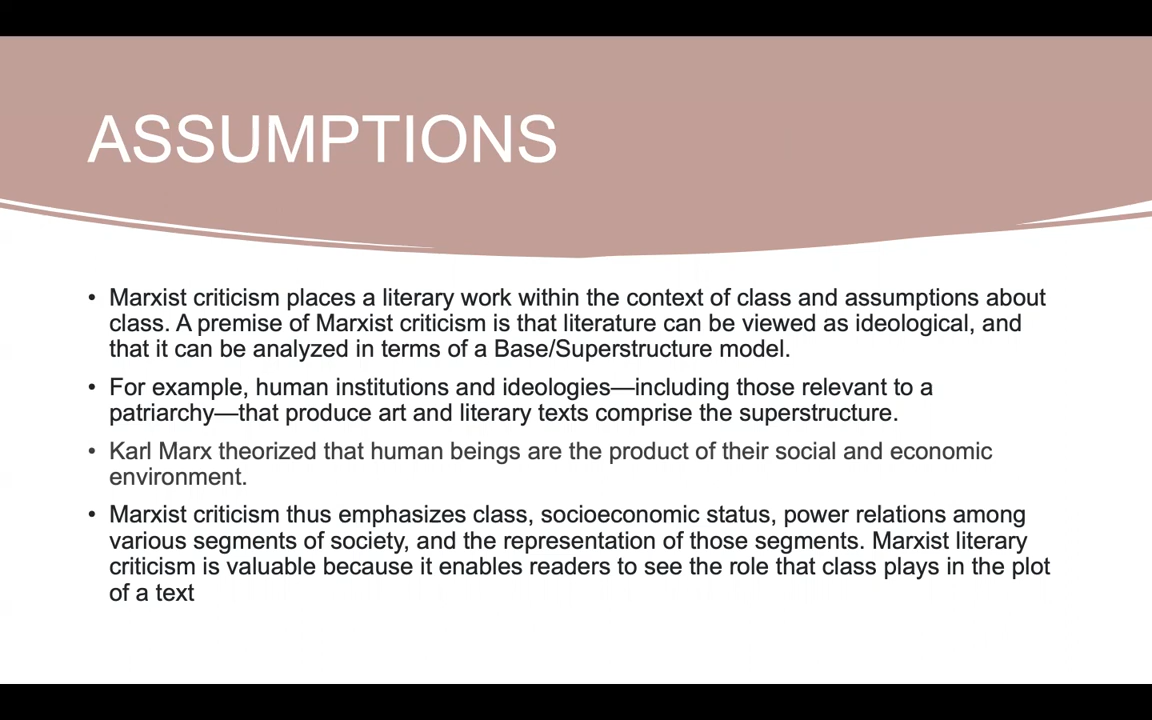 ASSUMPTIONS
• Marxist criticism places a literary work within the context of class and assumptions about
class. A premise of Marxist criticism is that literature can be viewed as ideological, and
that it can be analyzed in terms of a Base/Superstructure model.
• For example, human institutions and ideologies—including those relevant to a
patriarchy—that produce art and literary texts comprise the superstructure.
• Karl Marx theorized that human beings are the product of their social and economic
environment.
• Marxist criticism thus emphasizes class, socioeconomic status, power relations among
various segments of society, and the representation of those segments. Marxist literary
criticism is valuable because it enables readers to see the role that class plays in the plot
of a text